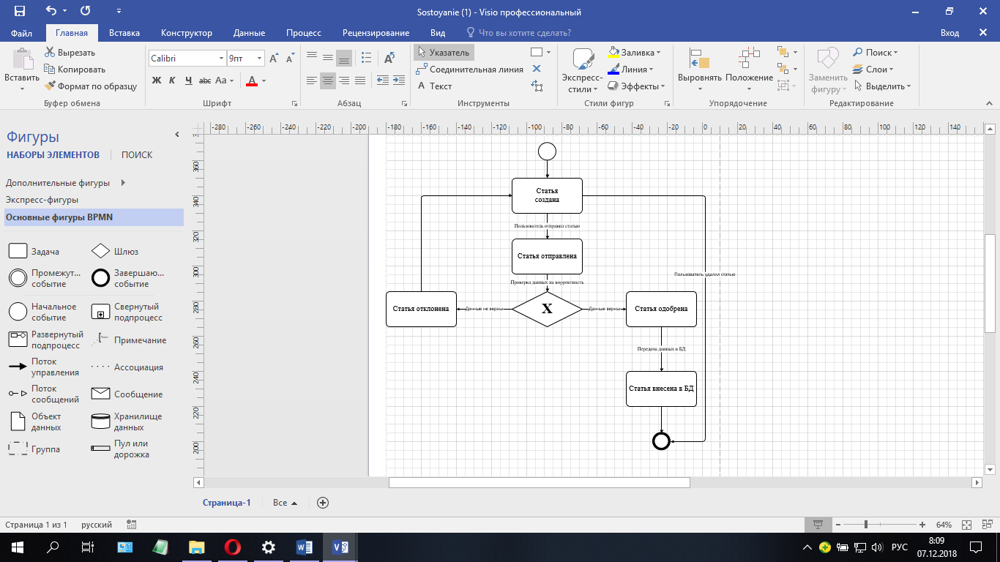 Sostoyanie (1) - Visio профессиональный
Файл Главная Вставка Конструктор Данные Процесс Рецензирование Вид Что вы хотите сделать? Вход
Вставить
Вырезать
Копировать
Формат по образцу
Буфер обмена
Calibri 9пт
Ж К Ч abc Aa A
Шрифт
Абзац
Указатель
Соединительная линия
Текст
Инструменты
Экспресс-
стили
Заливка
Линия
Эффекты
Стили фигур
Выровнять Положение
Упорядочение
Заменить
фигуру
Поиск
Слои
Выделить
Редактирование
Фигуры
НАБОРЫ ЭЛЕМЕНТОВ ПОИСК
Дополнительные фигуры
Экспресс-фигуры
Основные фигуры BPMN
Задача
Шлюз
Промежут...
событие
Завершаю...
событие
Начальное
событие
Свернутый
подпроцесс
Развернутый
подпроцесс
Примечание
Поток
управления
Ассоциация
Поток
сообщений
Сообщение
Объект
данных
Хранилище
данных
Группа
Пул или
дорожка
-280 -260 -240 -220 -200 -180 -160 -140 -120 -100 -80 -60 -40 -20 0 20 40 60 80 100 120 140
360
340
320
300
280
260
240
220
200
Статья
создана
Пользователь отправил статью
Статья отправлена
Пользователь удалил статью
Проверка данных на корректность
Статья отклонена
Данные не верны
X
Данные верны
Статья одобрена
Передача данных в БД
Статья внесена в БД
Страница-1 Все
Страница 1 из 1 русский 64%
РУС
8:09
07.12.2018